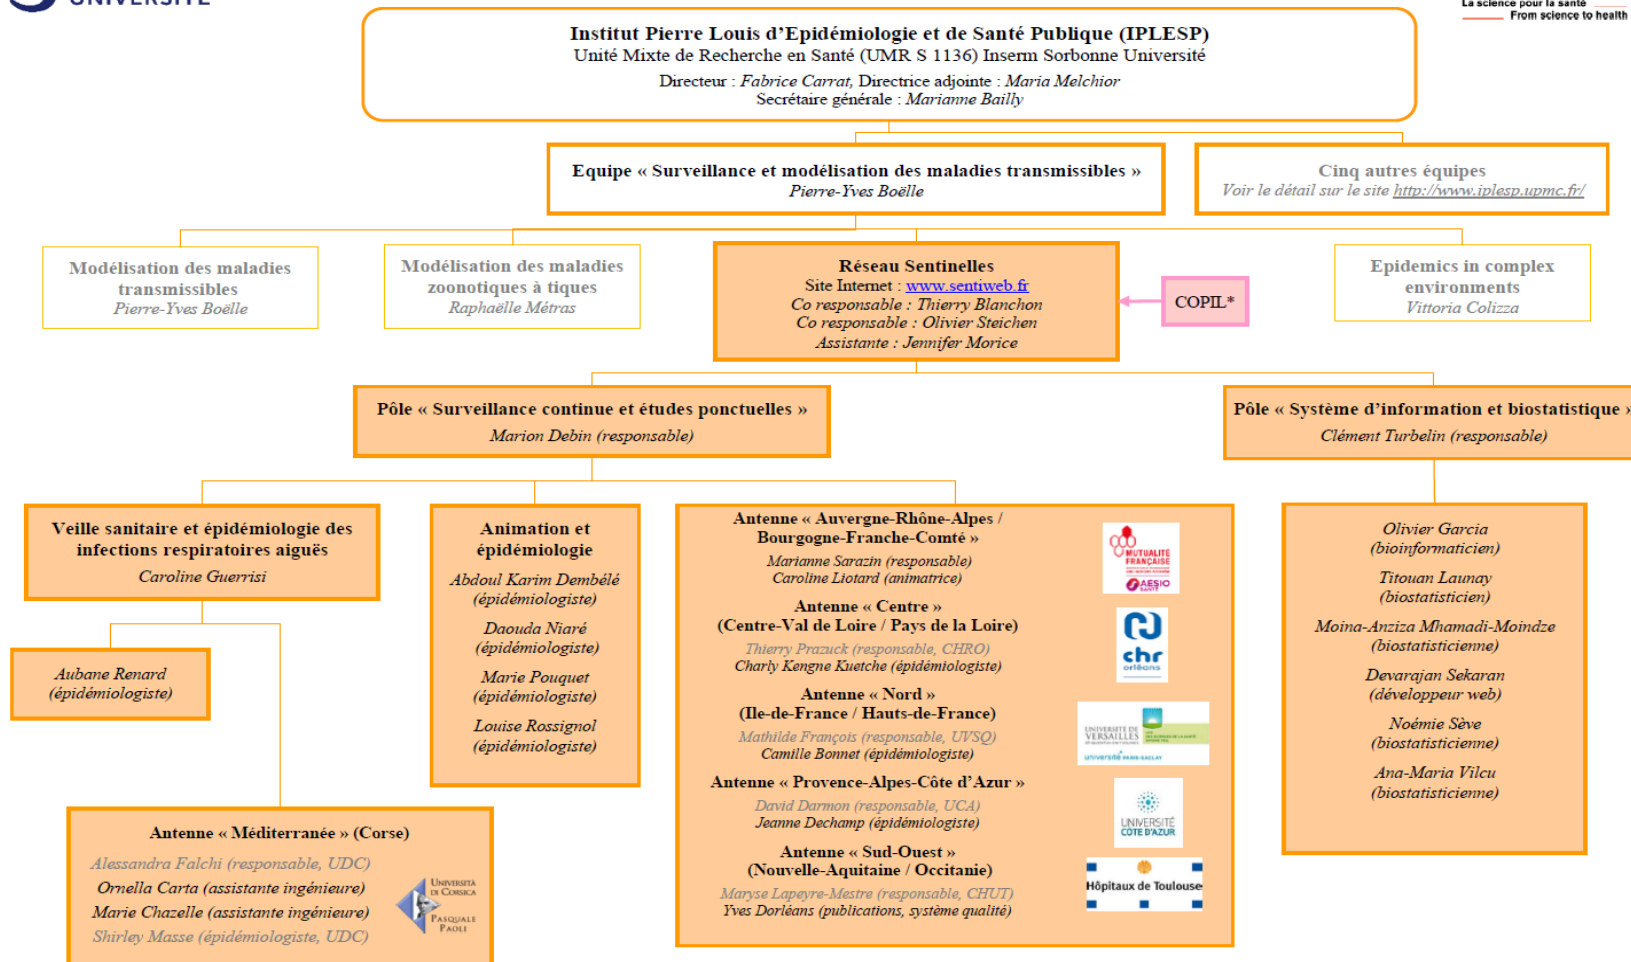 UNIVERSITÉ
La science pour la santé
From science to health
Institut Pierre Louis d'Epidémiologie et de Santé Publique (IPLESP)
Unité Mixte de Recherche en Santé (UMR S 1136) Inserm Sorbonne Université
Directeur : Fabrice Carrat, Directrice adjointe : Maria Melchior
Secrétaire générale : Marianne Bailly
Equipe « Surveillance et modélisation des maladies transmissibles »
Pierre-Yves Boëlle
Cinq autres équipes
Voir le détail sur le site http://www.iplesp.upmc.fr/
Modélisation des maladies
transmissibles
Pierre-Yves Boëlle
Modélisation des maladies
zoonotiques à tiques
Raphaëlle Métras
Réseau Sentinelles
Site Internet : www.sentiweb.fr
Co responsable : Thierry Blanchon
Co responsable : Olivier Steichen
Assistante : Jennifer Morice
COPIL*
Epidemics in complex
environments
Vittoria Colizza
Pôle « Surveillance continue et études ponctuelles »
Marion Debin (responsable)
Pôle « Système d'information et biostatistique »
Clément Turbelin (responsable)
Veille sanitaire et épidémiologie des
infections respiratoires aiguës
Caroline Guerrisi
Aubane Renard
(épidémiologiste)
Antenne « Méditerranée » (Corse)
Alessandra Falchi (responsable, UDC)
Ornella Carta (assistante ingénieure)
Marie Chazelle (assistante ingénieure)
Shirley Masse (épidémiologiste, UDC)
UNIVERSITÀ
DI CORSICA
PASQUALE
PAOLI
Animation et
épidémiologie
Abdoul Karim Dembélé
(épidémiologiste)
Daouda Niaré
(épidémiologiste)
Marie Pouquet
(épidémiologiste)
Louise Rossignol
(épidémiologiste)
Antenne « Auvergne-Rhône-Alpes /
Bourgogne-Franche-Comté »
Marianne Sarazin (responsable)
Caroline Liotard (animatrice)
MUTUALITÉ
FRANÇAISE
AÉSIO
SANTÉ
Antenne « Centre »
(Centre-Val de Loire / Pays de la Loire)
Thierry Prazuck (responsable, CHRO)
Charly Kengne Kuetche (épidémiologiste)
chr
orléans
Antenne « Nord »
(Ile-de-France / Hauts-de-France)
Mathilde François (responsable, UVSQ)
Camille Bonnet (épidémiologiste)
UNIVERSITÉ DE
VERSAILLES
université PARIS-SACLAY
Antenne « Provence-Alpes-Côte d'Azur »
David Darmon (responsable, UCA)
Jeanne Dechamp (épidémiologiste)
UNIVERSITÉ
CÔTE D'AZUR
Antenne « Sud-Ouest »
(Nouvelle-Aquitaine / Occitanie)
Maryse Lapeyre-Mestre (responsable, CHUT)
Yves Dorléans (publications, système qualité)
Hôpitaux de Toulouse
Olivier Garcia
(bioinformaticien)
Titouan Launay
(biostatisticien)
Moina-Anziza Mhamadi-Moindze
(biostatisticienne)
Devarajan Sekaran
(développeur web)
Noémie Sève
(biostatisticienne)
Ana-Maria Vilcu
(biostatisticienne)